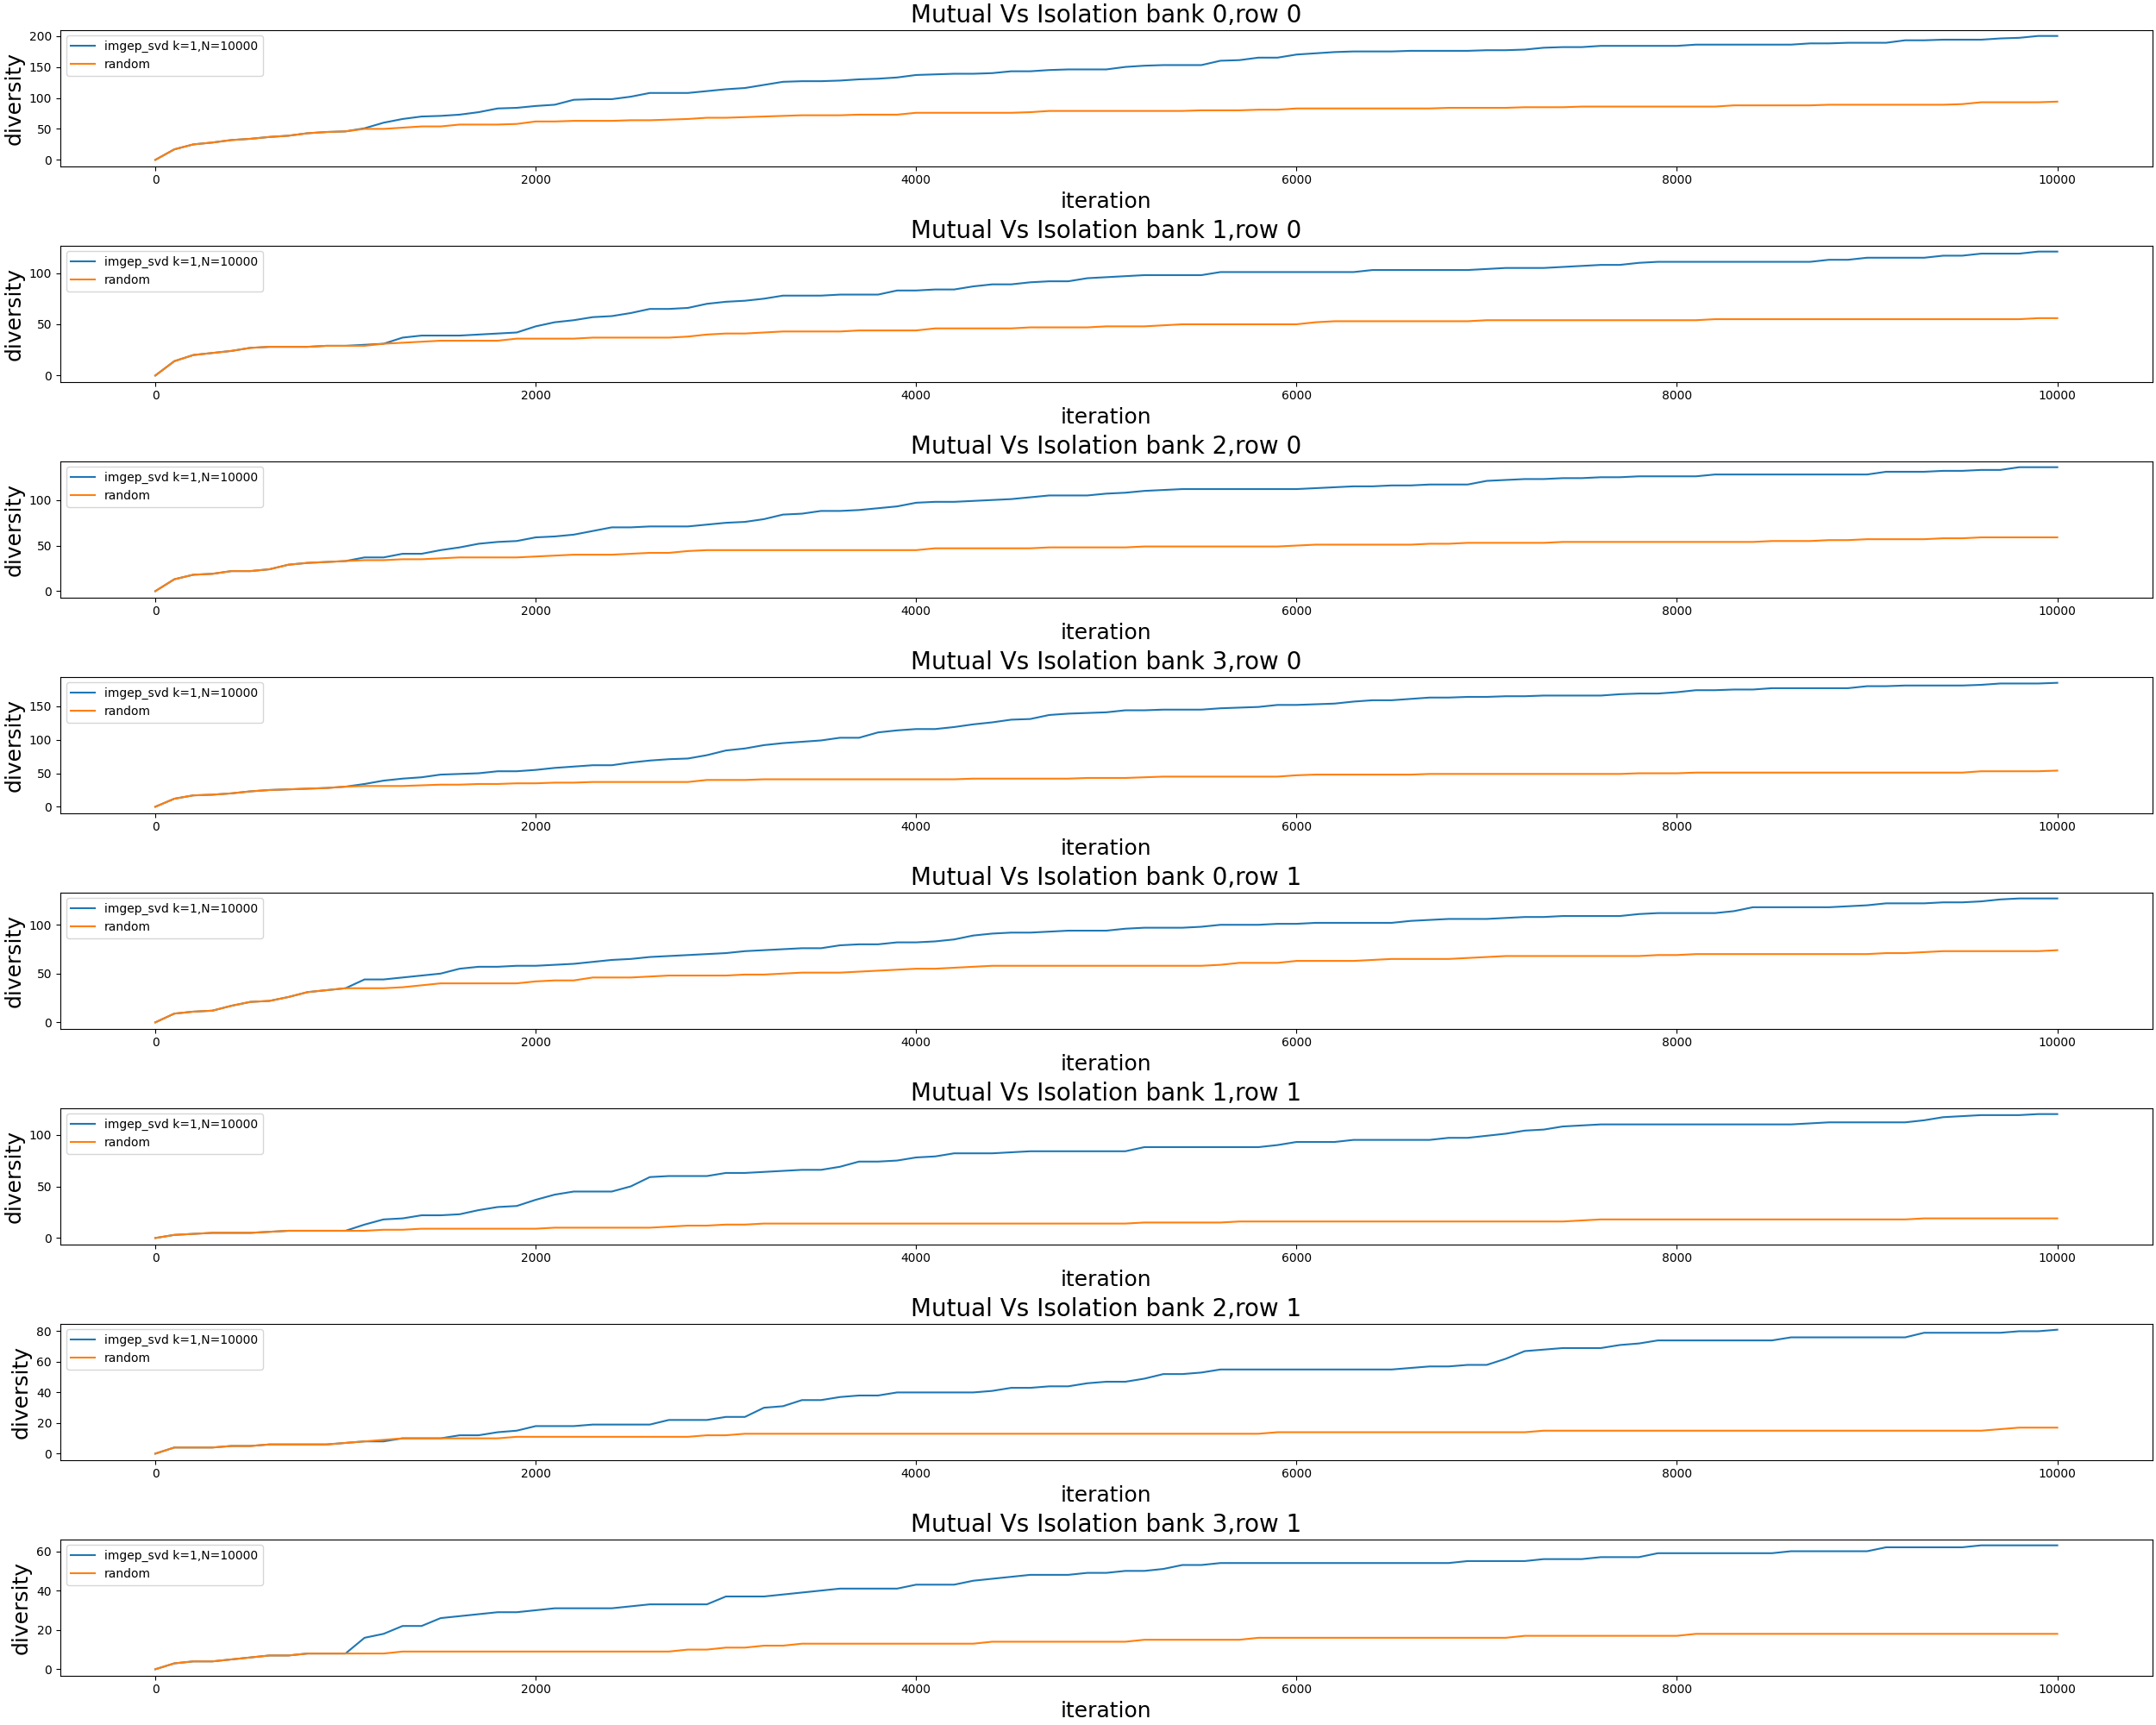 Mutual Vs Isolation bank 0,row 0
diversity
200
150
100
50
0
imgep_svd k=1,N=10000
random
0 2000 4000 6000 8000 10000
iteration
Mutual Vs Isolation bank 1,row 0
diversity
100
50
0
imgep_svd k=1,N=10000
random
0 2000 4000 6000 8000 10000
iteration
Mutual Vs Isolation bank 2,row 0
diversity
100
50
0
imgep_svd k=1,N=10000
random
0 2000 4000 6000 8000 10000
iteration
Mutual Vs Isolation bank 3,row 0
diversity
150
100
50
0
imgep_svd k=1,N=10000
random
0 2000 4000 6000 8000 10000
iteration
Mutual Vs Isolation bank 0,row 1
diversity
100
50
0
imgep_svd k=1,N=10000
random
0 2000 4000 6000 8000 10000
iteration
Mutual Vs Isolation bank 1,row 1
diversity
100
50
0
imgep_svd k=1,N=10000
random
0 2000 4000 6000 8000 10000
iteration
Mutual Vs Isolation bank 2,row 1
diversity
80
60
40
20
0
imgep_svd k=1,N=10000
random
0 2000 4000 6000 8000 10000
iteration
Mutual Vs Isolation bank 3,row 1
diversity
60
40
20
0
imgep_svd k=1,N=10000
random
0 2000 4000 6000 8000 10000
iteration